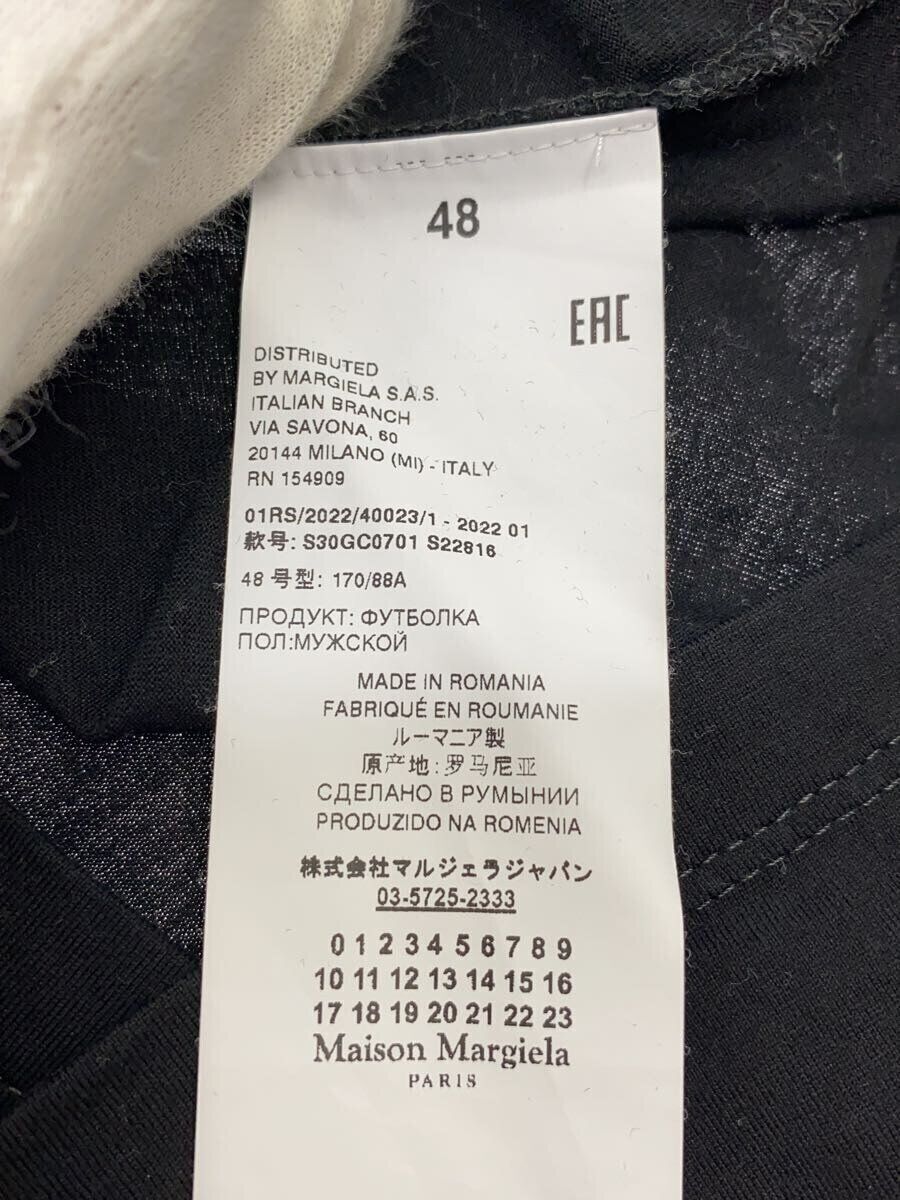 48
EAC
DISTRIBUTED
BY MARGIELA S.A.S.
ITALIAN BRANCH
VIA SAVONA, 60
20144 MILANO (MI) - ITALY
RN 154909
01RS/2022/40023/1 - 2022 01
款号: S30GC0701 S22816
48 号型: 170/88A
ПРОДУКТ: ФУТБОЛКА
ПОЛ:МУЖСКОЙ
MADE IN ROMANIA
FABRIQUÉ EN ROUMANIE
ルーマニア製
原产地: 罗马尼亚
СДЕЛАНО В РУМЫНИИ
PRODUZIDO NA ROMENIA
株式会社マルジェラジャパン
03-5725-2333
0 1 2 3 4 5 6 7 8 9
10 11 12 13 14 15 16
17 18 19 20 21 22 23
Maison Margiela
PARIS